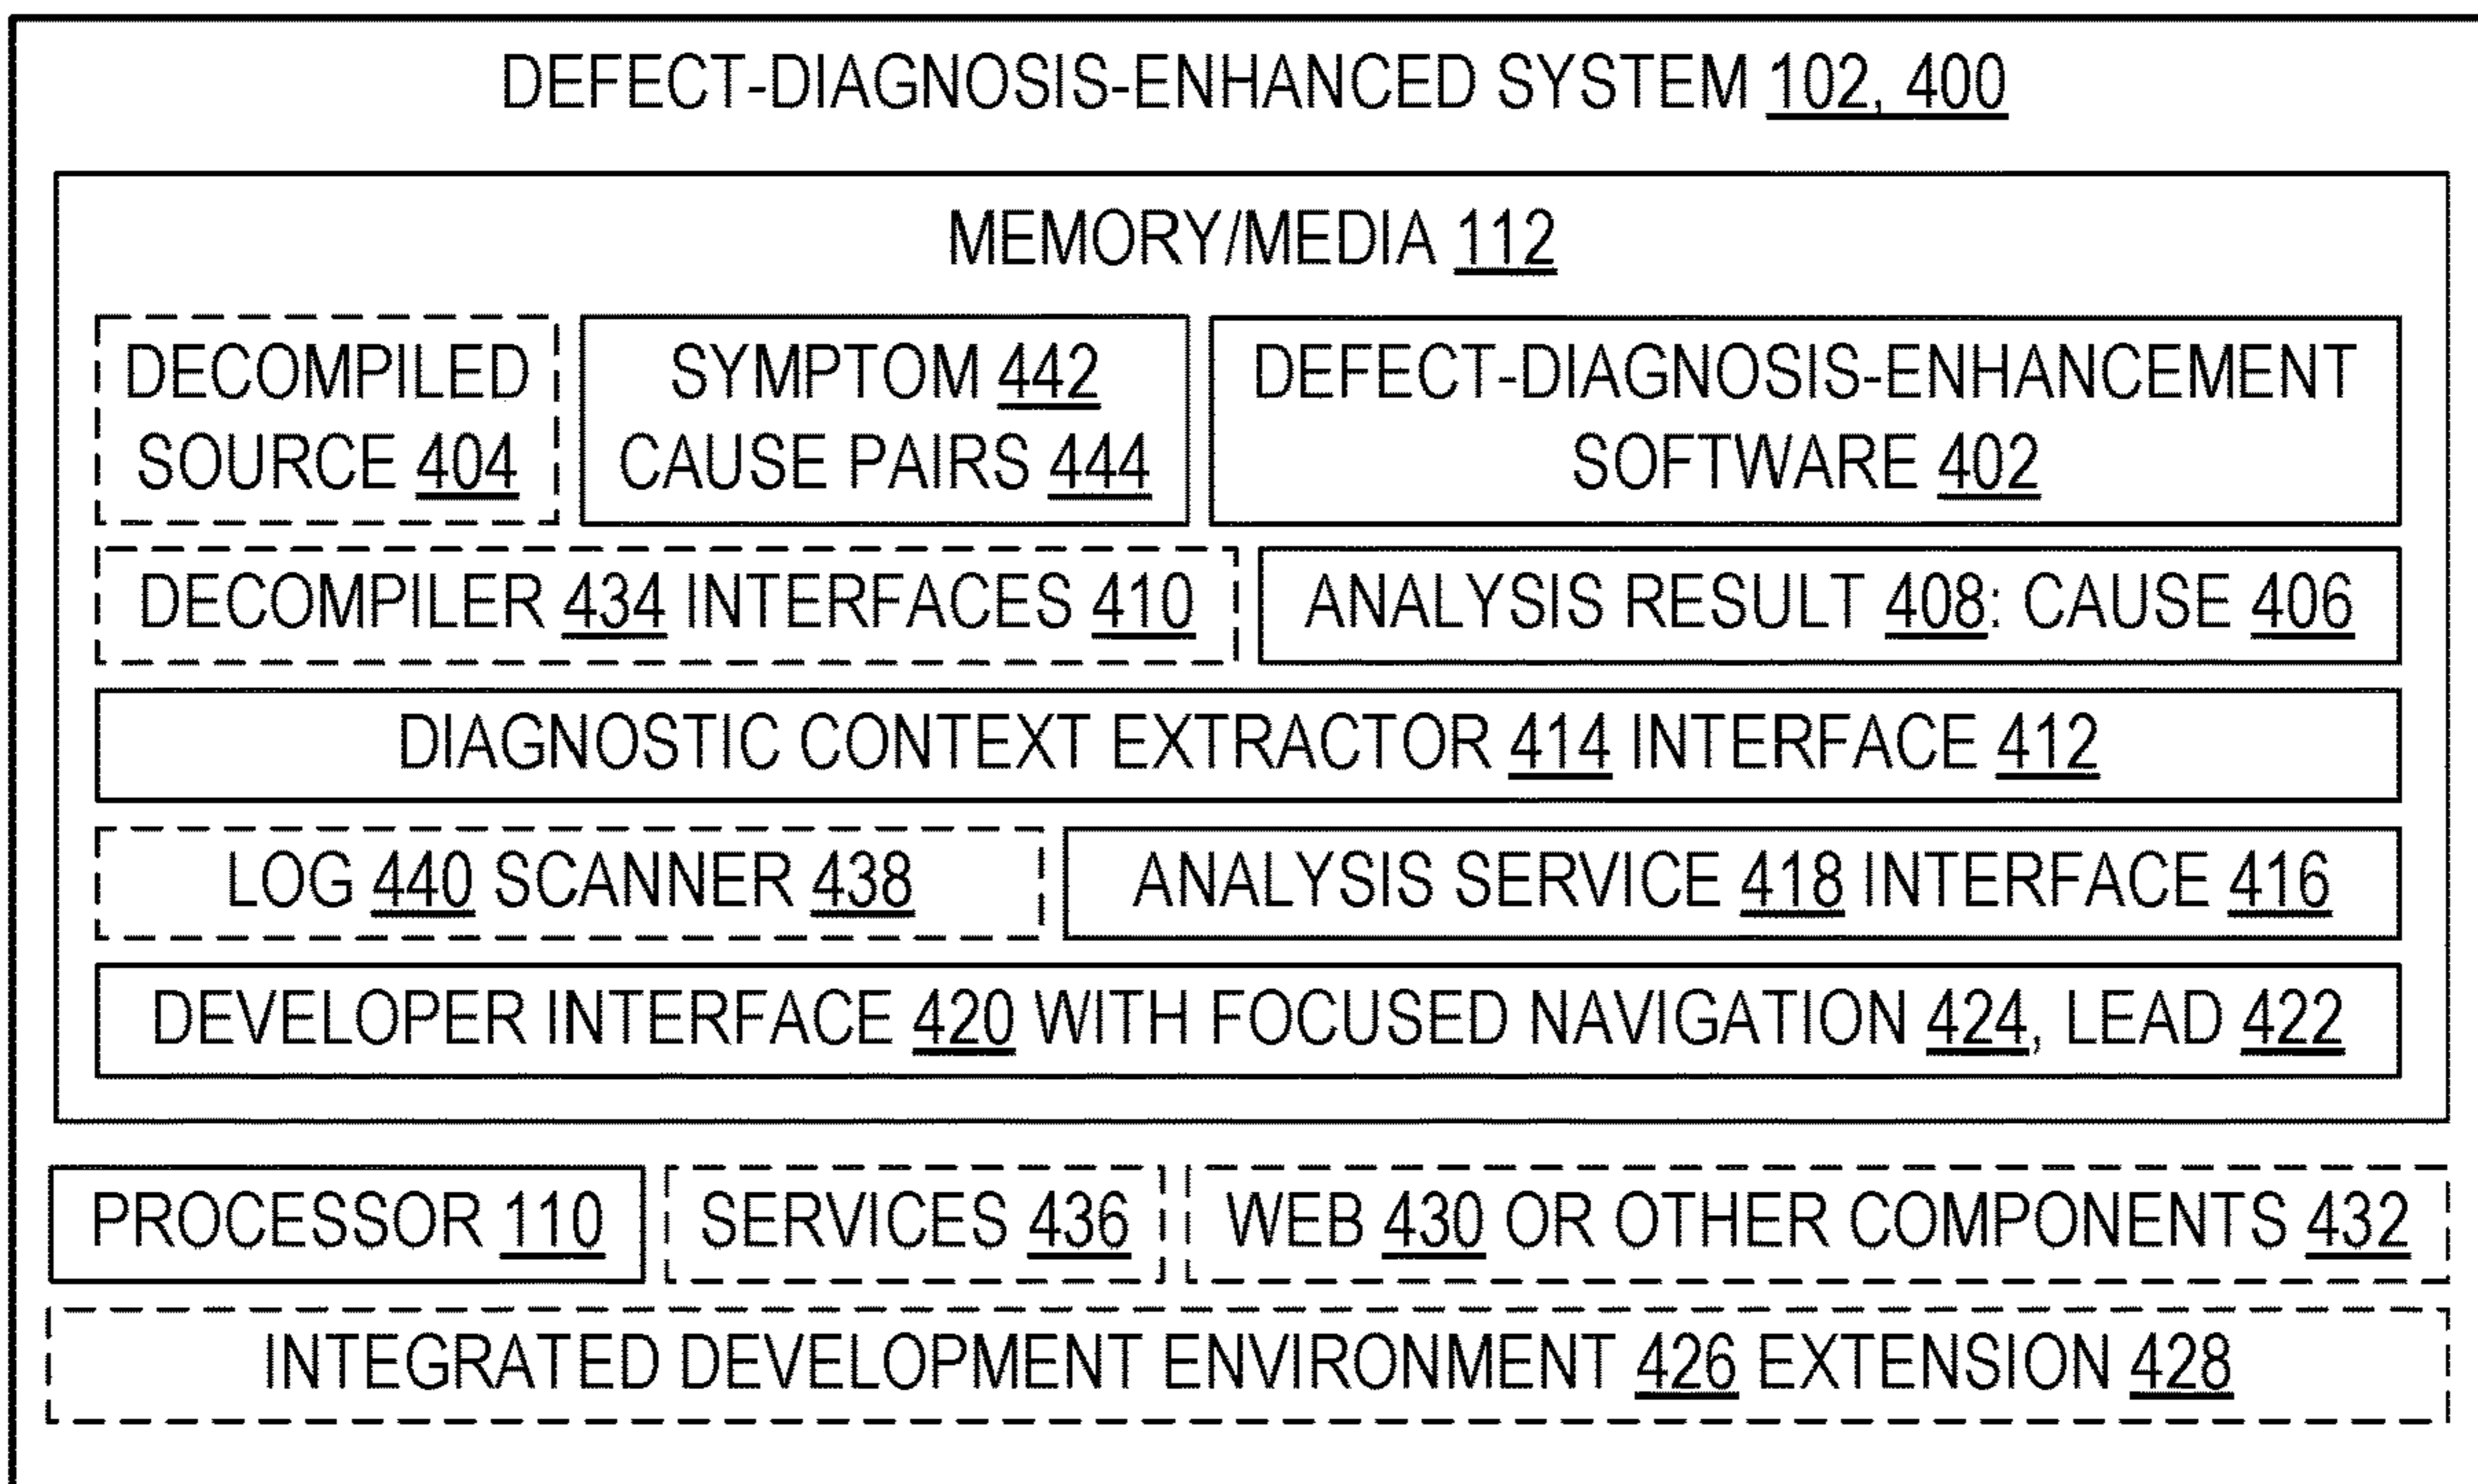 DEFECT-DIAGNOSIS-ENHANCED SYSTEM 102, 400
MEMORY/MEDIA 112
DECOMPILED
SOURCE 404
SYMPTOM 442
CAUSE PAIRS 444
DEFECT-DIAGNOSIS-ENHANCEMENT
SOFTWARE 402
DECOMPILER 434 INTERFACES 410
ANALYSIS RESULT 408: CAUSE 406
DIAGNOSTIC CONTEXT EXTRACTOR 414 INTERFACE 412
LOG 440 SCANNER 438
ANALYSIS SERVICE 418 INTERFACE 416
DEVELOPER INTERFACE 420 WITH FOCUSED NAVIGATION 424, LEAD 422
PROCESSOR 110
SERVICES 436
WEB 430 OR OTHER COMPONENTS 432
INTEGRATED DEVELOPMENT ENVIRONMENT 426 EXTENSION 428